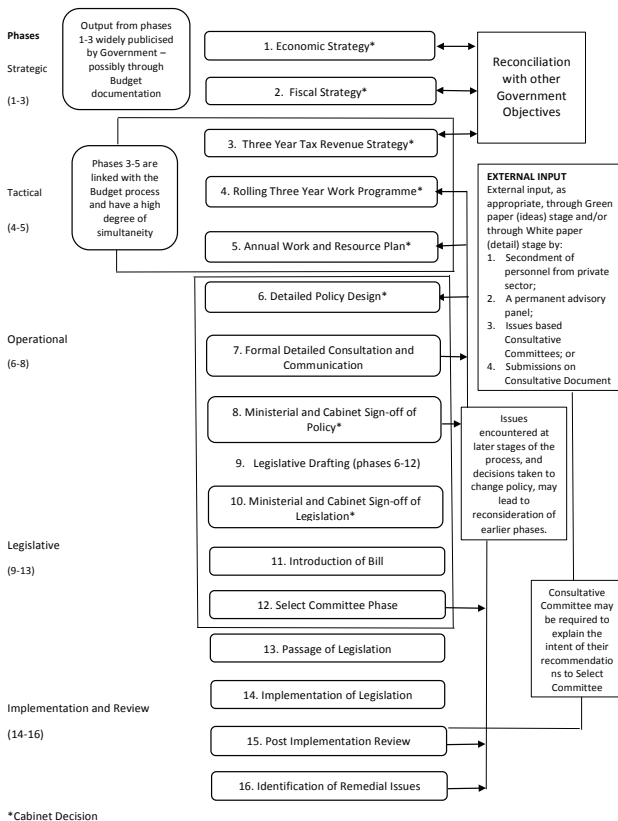 Phases
Strategic
(1-3)
Output from phases
1-3 widely publicised
by Government –
possibly through
Budget
documentation
1. Economic Strategy*
2. Fiscal Strategy*
Reconciliation
with other
Government
Objectives
3. Three Year Tax Revenue Strategy*
Tactical
(4-5)
Phases 3-5 are
linked with the
Budget process
and have a high
degree of
simultaneity
4. Rolling Three Year Work Programme*
5. Annual Work and Resource Plan*
EXTERNAL INPUT
External input, as
appropriate, through Green
paper (ideas) stage and/or
through White paper
(detail) stage by:
1. Secondment of
personnel from private
sector;
2. A permanent advisory
panel;
3. Issues based
Consultative
Committees; or
4. Submissions on
Consultative Document
Operational
(6-8)
6. Detailed Policy Design*
7. Formal Detailed Consultation and
Communication
8. Ministerial and Cabinet Sign-off of
Policy*
Issues
encountered at
later stages of the
process, and
decisions taken to
change policy, may
lead to
reconsideration of
earlier phases.
9. Legislative Drafting (phases 6-12)
10. Ministerial and Cabinet Sign-off of
Legislation*
Legislative
(9-13)
11. Introduction of Bill
12. Select Committee Phase
13. Passage of Legislation
Consultative
Committee may
be required to
explain the
intent of their
recommendatio
ns to Select
Committee
Implementation and Review
(14-16)
14. Implementation of Legislation
15. Post Implementation Review
16. Identification of Remedial Issues
*Cabinet Decision